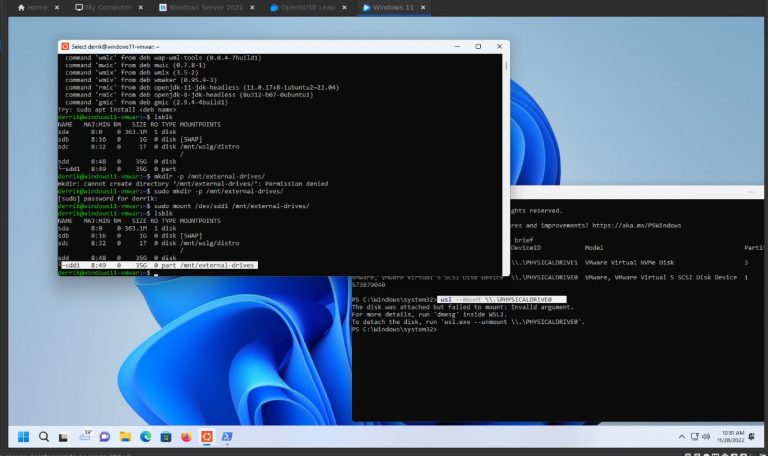 Home
My Computer
Windows Server 2022
OpenSUSE Leap
Windows 11
Select derrik@windows11-vmwar: ~
command 'wmlc' from deb wap-wml-tools (0.0.4-7build1)
command 'mwic' from deb mwic (0.7.8-1)
command 'wmix' from deb wmix (3.5-2)
command 'wmiv' from deb wmaker (0.95.9-3)
command 'rmic' from deb openjdk-11-jdk-headless (11.0.17+8-1ubuntu2~22.04)
command 'rmic' from deb openjdk-8-jdk-headless (8u312-b07-0ubuntu1)
command 'gmic' from deb gmic (2.9.4-4build1)
Try: sudo apt install <deb name>
derrik@windows11-vmwar:~$ lsblk
NAME MAJ:MIN RM SIZE RO TYPE MOUNTPOINTS
sda 8:0 0 363.1M 1 disk
sdb 8:16 0 1G 0 disk [SWAP]
sdc 8:32 0 1T 0 disk /mnt/wslg/distro
/
sdd 8:48 0 35G 0 disk
└─sdd1 8:49 0 35G 0 part
derrik@windows11-vmwar:~$ mkdir -p /mnt/external-drives/
mkdir: cannot create directory '/mnt/external-drives/': Permission denied
derrik@windows11-vmwar:~$ sudo mkdir -p /mnt/external-drives/
[sudo] password for derrik:
derrik@windows11-vmwar:~$ sudo mount /dev/sdd1 /mnt/external-drives/
derrik@windows11-vmwar:~$ lsblk
NAME MAJ:MIN RM SIZE RO TYPE MOUNTPOINTS
sda 8:0 0 363.1M 1 disk
sdb 8:16 0 1G 0 disk [SWAP]
sdc 8:32 0 1T 0 disk /mnt/wslg/distro
/
sdd 8:48 0 35G 0 disk
└─sdd1 8:49 0 35G 0 part /mnt/external-drives
derrik@windows11-vmwar:~$
ghts reserved.
res and improvements! https://aka.ms/PSWindows
brief
DeviceID Model Partit
\\.\PHYSICALDRIVE1 VMware Virtual NVMe Disk 3
\\.\PHYSICALDRIVE0 VMware, VMware Virtual S SCSI Disk Device 1
VMware, VMware Virtual S SCSI Disk Device
573079040
PS C:\Windows\system32> wsl --mount \\.\PHYSICALDRIVE0
The disk was attached but failed to mount: Invalid argument.
For more details, run 'dmesg' inside WSL2.
To detach the disk, run 'wsl.exe --unmount \\.\PHYSICALDRIVE0'.
PS C:\Windows\system32>
39°
10:31 AM
11/28/2022